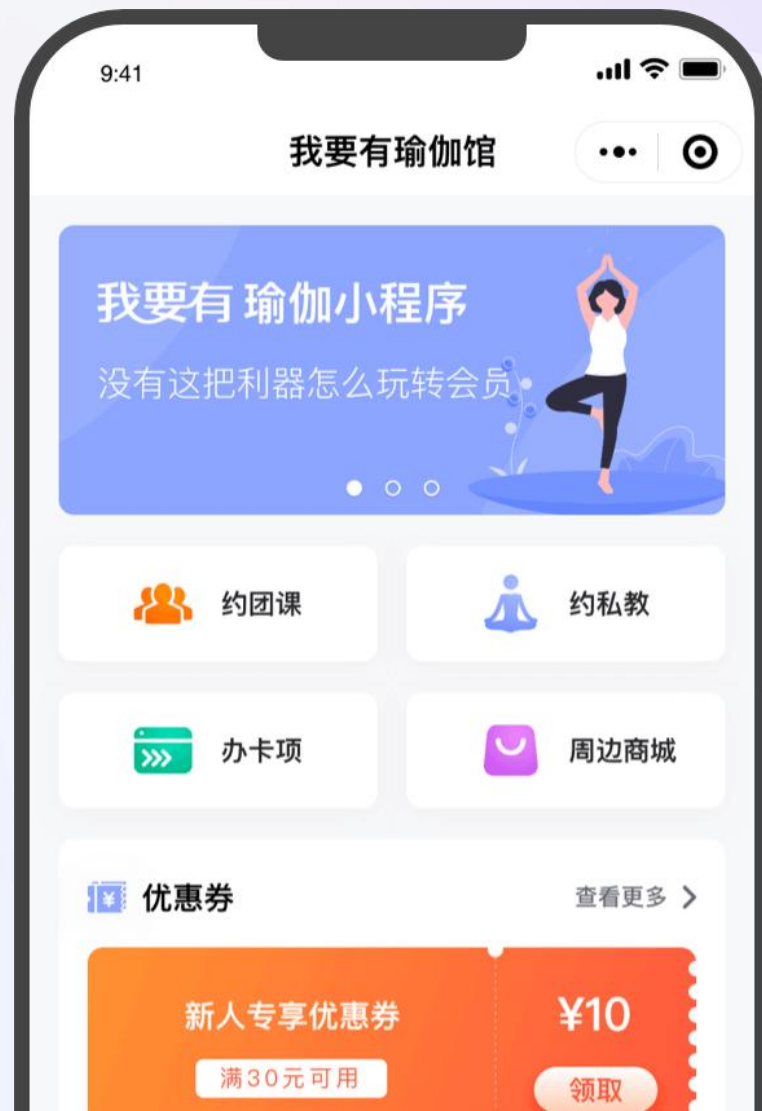 9:41
我要有瑜伽馆
我要有 瑜伽小程序
没有这把利器怎么玩转会员
约团课
约私教
办卡项
周边商城
¥ 优惠券
查看更多
新人专享优惠券
¥10
满30元可用
领取